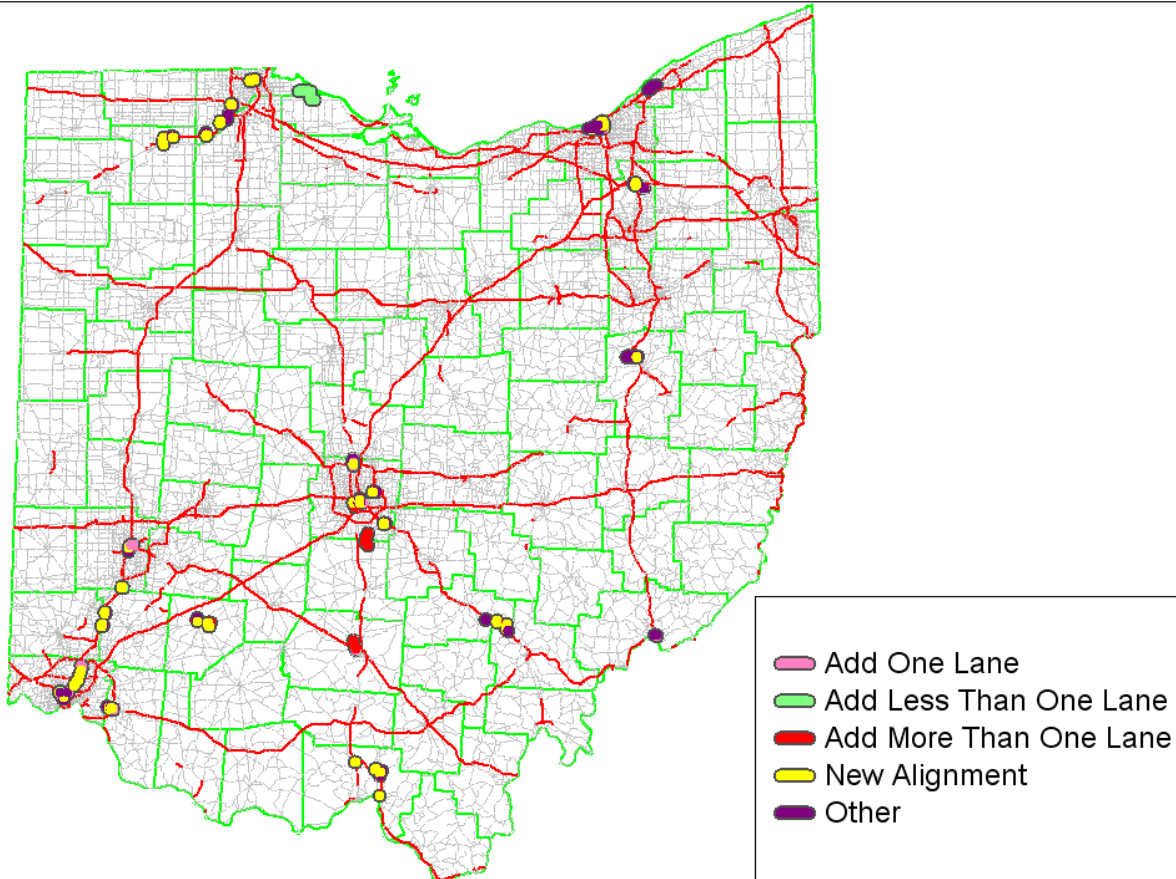 Add One Lane
Add Less Than One Lane
Add More Than One Lane
New Alignment
Other